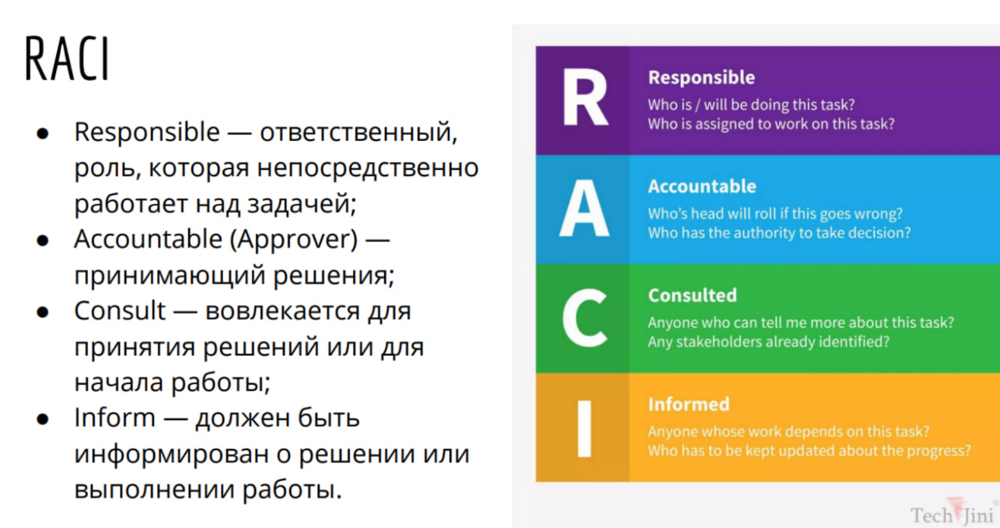 RACI
● Responsible — ответственный,
роль, которая непосредственно
работает над задачей;
● Accountable (Approver) —
принимающий решения;
● Consult — вовлекается для
принятия решений или для
начала работы;
● Inform — должен быть
информирован о решении или
выполнении работы.
R
Responsible
Who is / will be doing this task?
Who is assigned to work on this task?
A
Accountable
Who's head will roll if this goes wrong?
Who has the authority to take decision?
C
Consulted
Anyone who can tell me more about this task?
Any stakeholders already identified?
I
Informed
Anyone whose work depends on this task?
Who has to be kept updated about the progress?
TechJini®